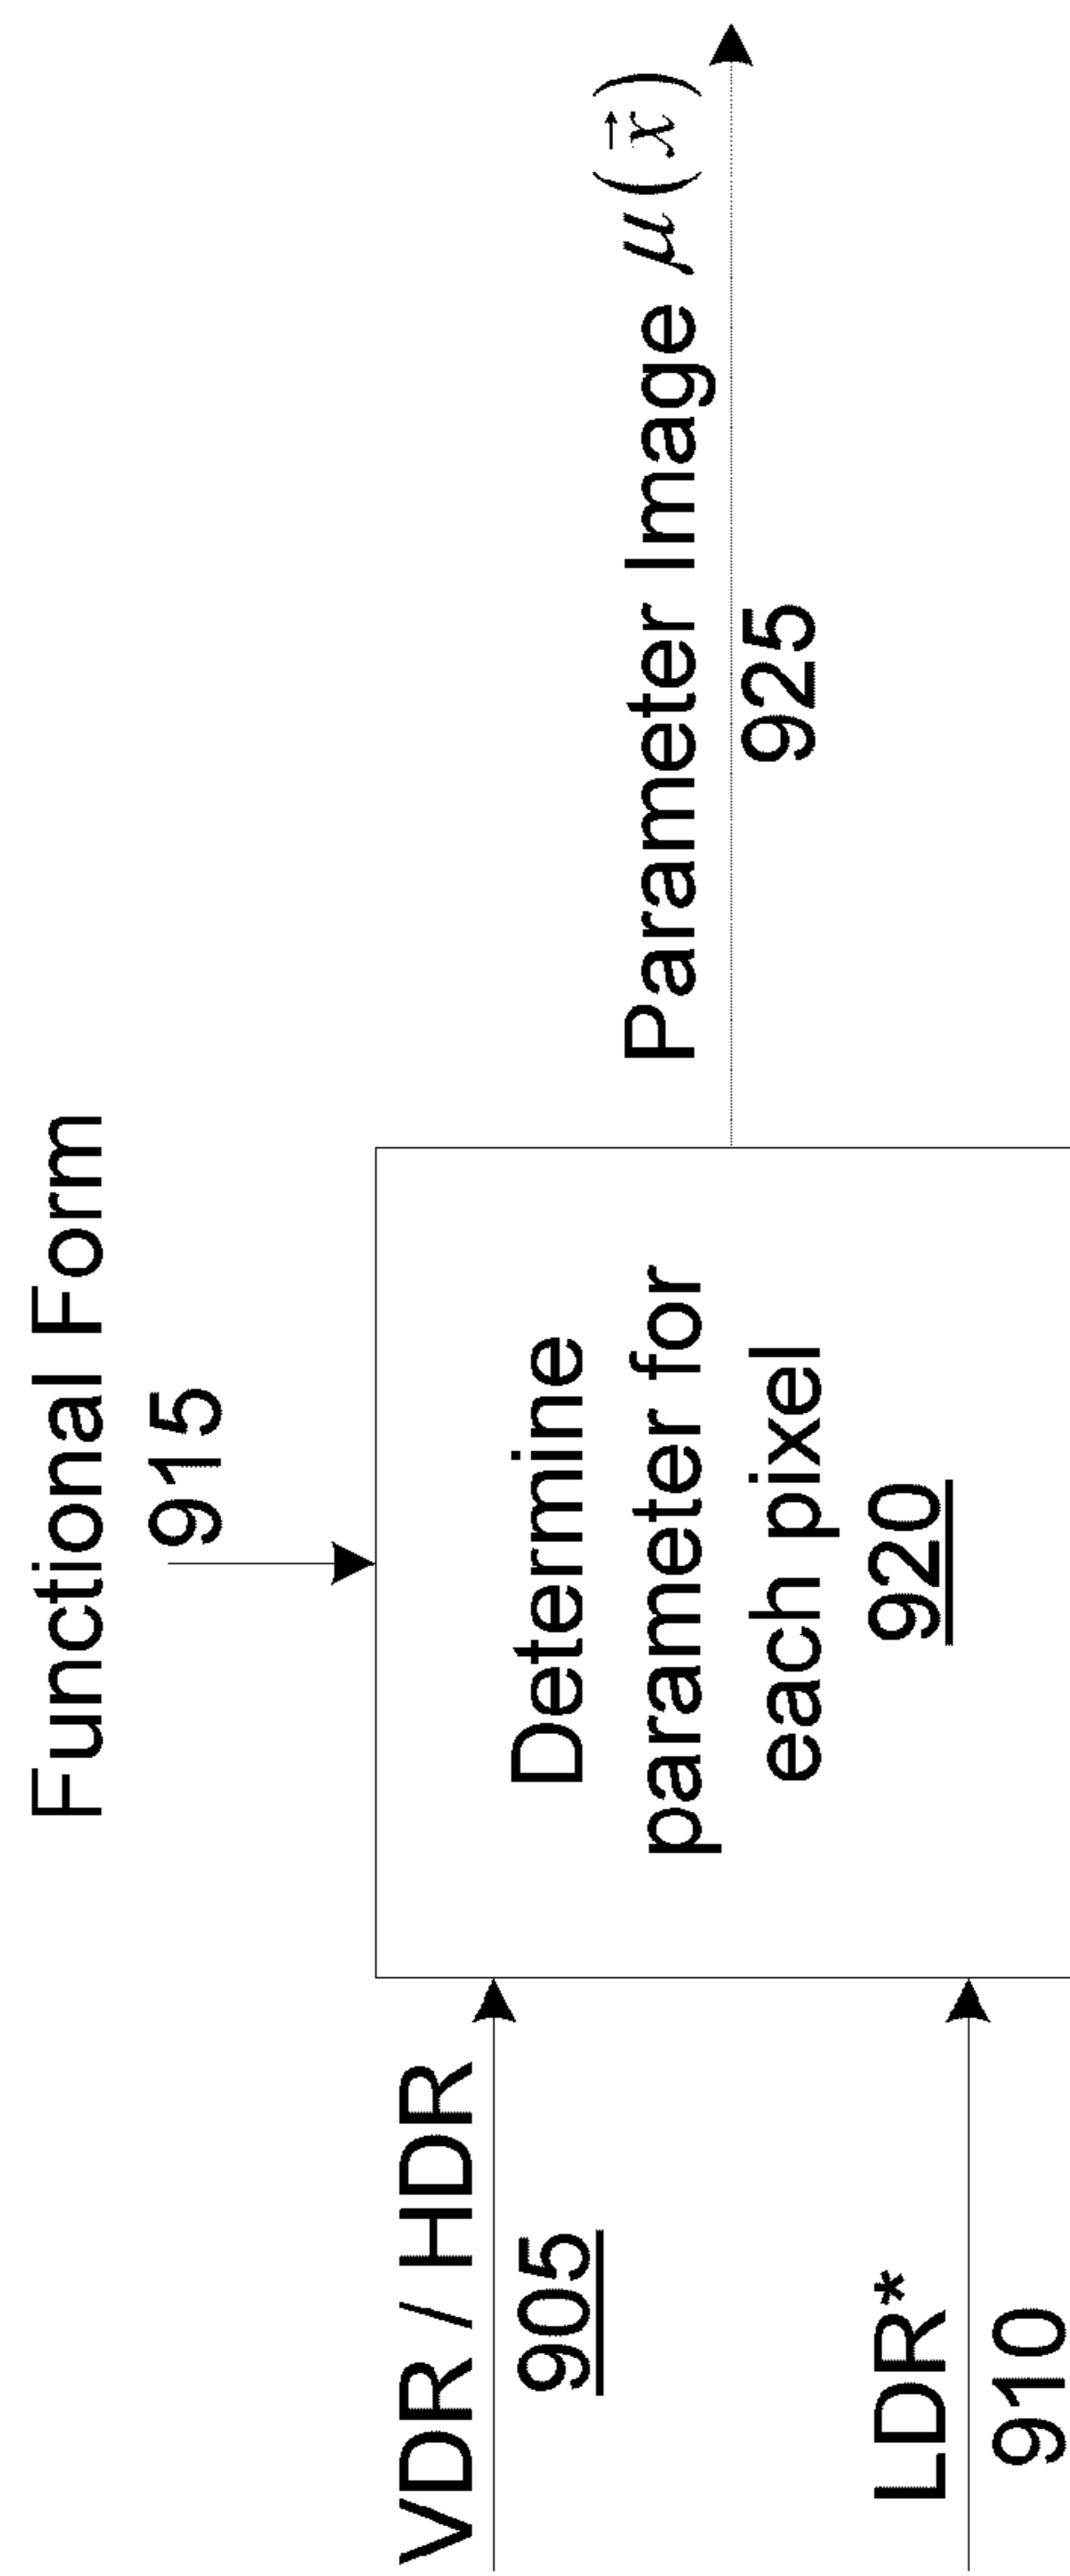 Functional Form
915
VDR / HDR
905
Determine
parameter for
each pixel
920
Parameter Image μ(x⃗)
925
LDR*
910